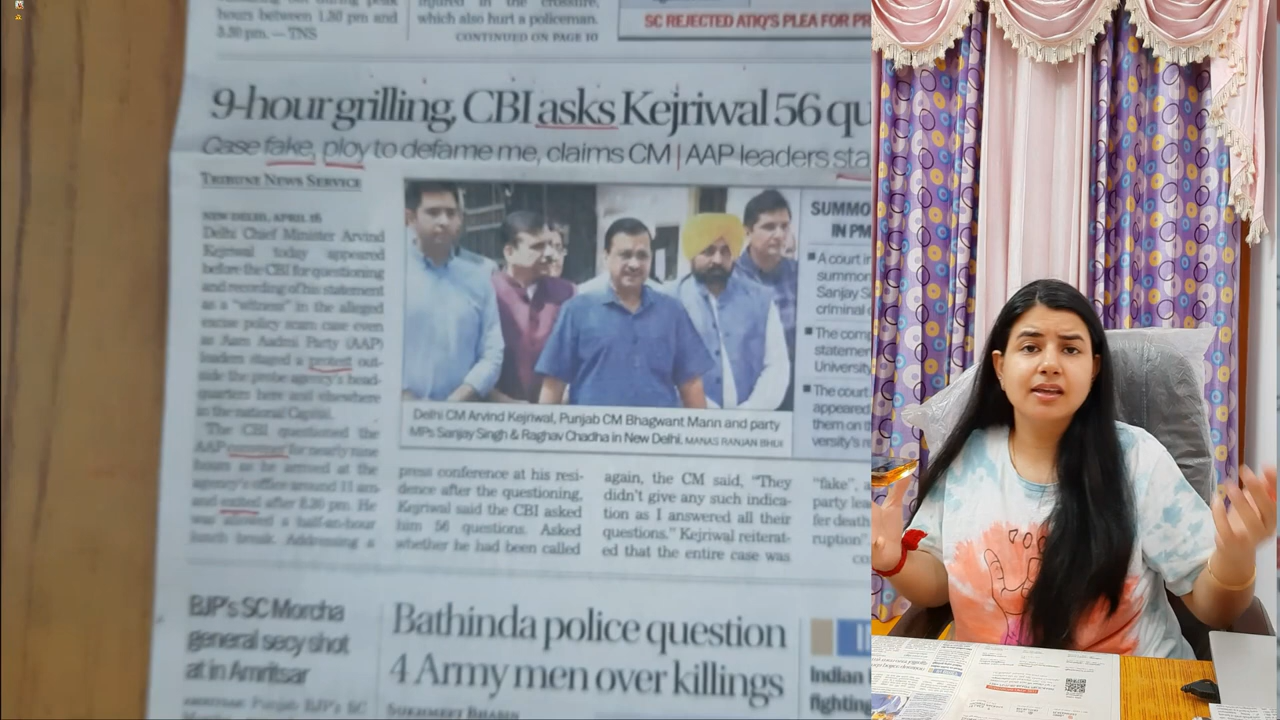 hours between 1.30 pm and
3.30 pm. — TNS
injured in the crossfire,
which also hurt a policeman.
CONTINUED ON PAGE 10
SC REJECTED ATIQ'S PLEA FOR PR
9-hour grilling, CBI asks Kejriwal 56 qu
Case fake, ploy to defame me, claims CM | AAP leaders sta
TRIBUNE NEWS SERVICE
NEW DELHI, APRIL 16
Delhi Chief Minister Arvind
Kejriwal today appeared
before the CBI for questioning
and recording of his statement
as a "witness" in the alleged
excise policy scam case even
as Aam Aadmi Party (AAP)
leaders staged a protest out-
side the probe agency's head-
quarters here and elsewhere
in the national Capital.
The CBI questioned the
AAP for nearly nine
hours as he arrived at the
agency's office around 11 am
and exited after 8.30 pm. He
was allowed a half-an-hour
lunch break. Addressing a
Delhi CM Arvind Kejriwal, Punjab CM Bhagwant Mann and party
MPs Sanjay Singh & Raghav Chadha in New Delhi. MANAS RANJAN BHUI
press conference at his resi-
dence after the questioning,
Kejriwal said the CBI asked
him 56 questions. Asked
whether he had been called
again, the CM said, "They
didn't give any such indica-
tion as I answered all their
questions." Kejriwal reiterat-
ed that the entire case was
SUMMO
IN PM
A court in
summon
Sanjay S
criminal
The comp
statement
University
The court
appeared
them on th
versity's r
"fake", a
party lea
fer death
ruption"
co
BJP's SC Morcha
general secy shot
Bathinda police question
4 Armymen over killings
Indian
fighting